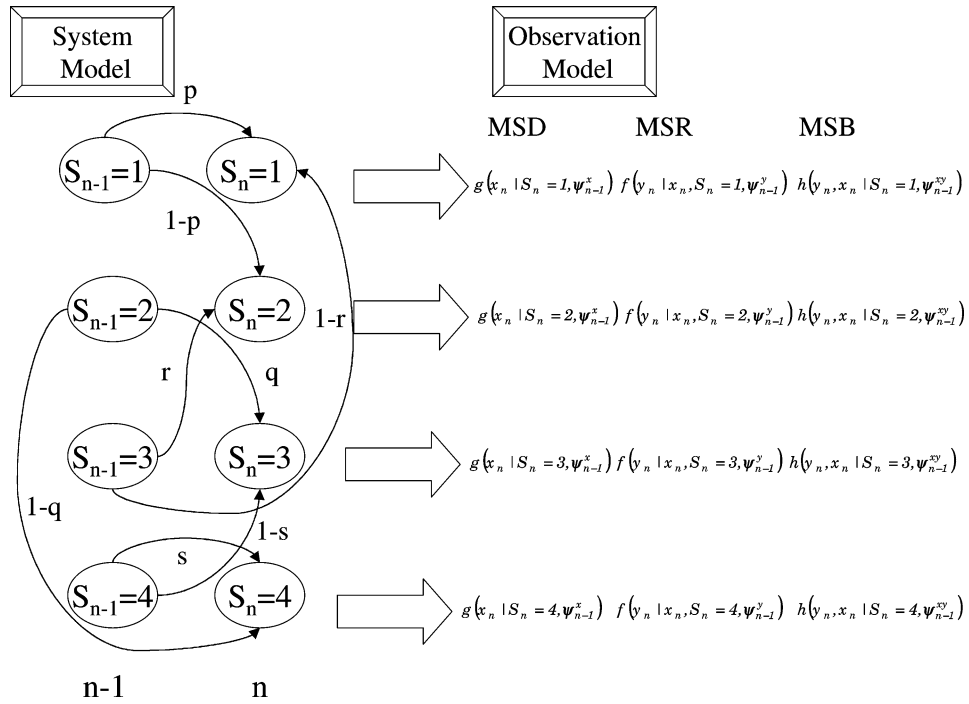 System Model
Observation Model
MSD MSR MSB
p
S_{n-1}=1 S_n=1 g(x_n | S_n = 1, ψ^x_{n-1}) f(y_n | x_n, S_n = 1, ψ^y_{n-1}) h(y_n, x_n | S_n = 1, ψ^{xy}_{n-1})
1-p
S_{n-1}=2 S_n=2 1-r g(x_n | S_n = 2, ψ^x_{n-1}) f(y_n | x_n, S_n = 2, ψ^y_{n-1}) h(y_n, x_n | S_n = 2, ψ^{xy}_{n-1})
r q
S_{n-1}=3 S_n=3 g(x_n | S_n = 3, ψ^x_{n-1}) f(y_n | x_n, S_n = 3, ψ^y_{n-1}) h(y_n, x_n | S_n = 3, ψ^{xy}_{n-1})
1-q 1-s
s
S_{n-1}=4 S_n=4 g(x_n | S_n = 4, ψ^x_{n-1}) f(y_n | x_n, S_n = 4, ψ^y_{n-1}) h(y_n, x_n | S_n = 4, ψ^{xy}_{n-1})
n-1 n